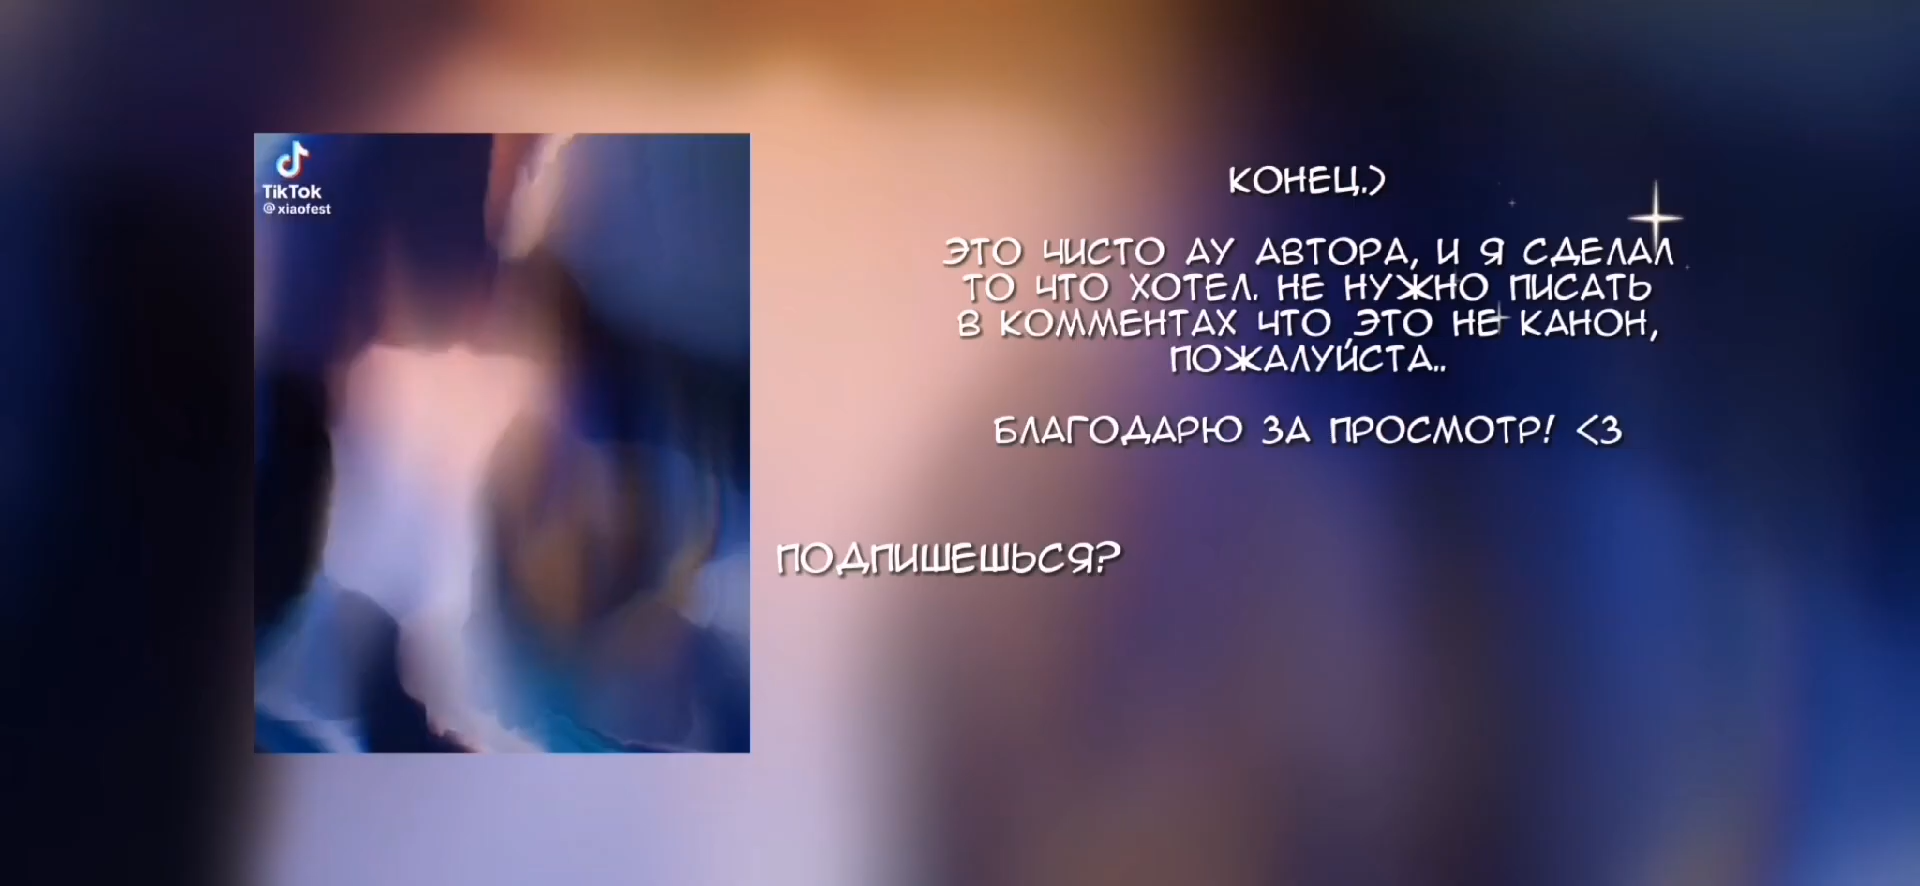 TikTok
@xiaofest
КОНЕЦ.)
ЭТО ЧИСТО АУ АВТОРА, И Я СДЕЛАЛ
ТО ЧТО ХОТЕЛ. НЕ НУЖНО ПИСАТЬ
В КОММЕНТАХ ЧТО ЭТО НЕ КАНОН,
ПОЖАЛУЙСТА..
БЛАГОДАРЮ ЗА ПРОСМОТР! <3
ПОДПИШЕШЬСЯ?